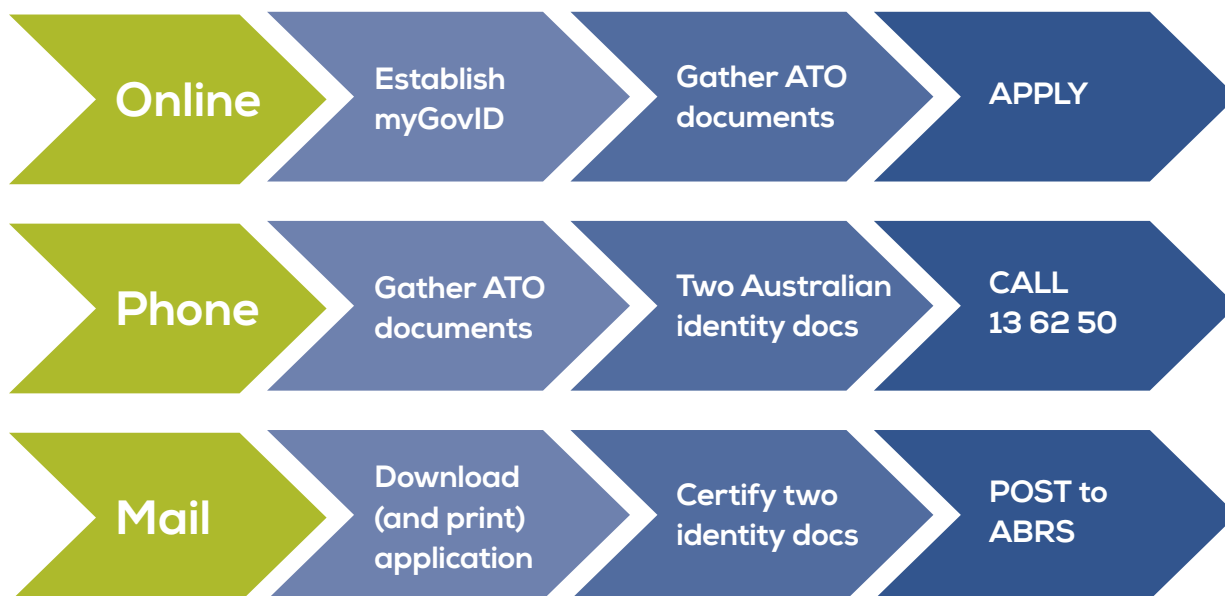 Online
Establish
myGovID
Gather ATO
documents
APPLY
Phone
Gather ATO
documents
Two Australian
identity docs
CALL
13 62 50
Mail
Download
(and print)
application
Certify two
identity docs
POST to
ABRS